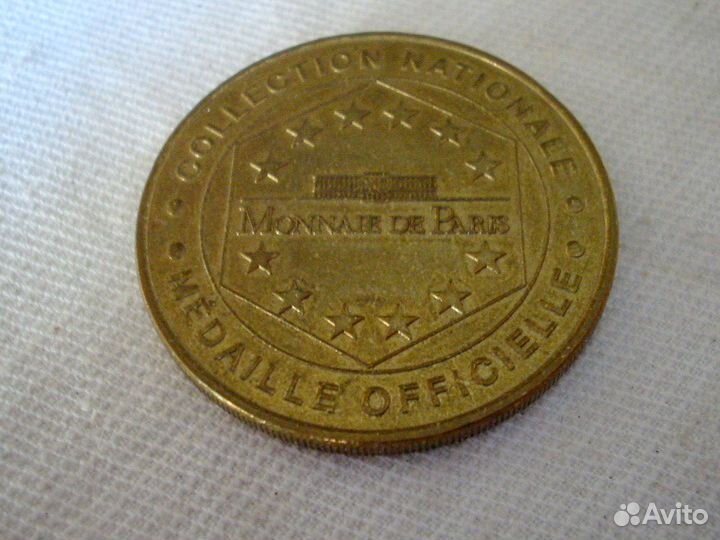 COLLECTION NATIONALE
MONNAIE DE PARIS
MÉDAILLE OFFICIELLE
Avito